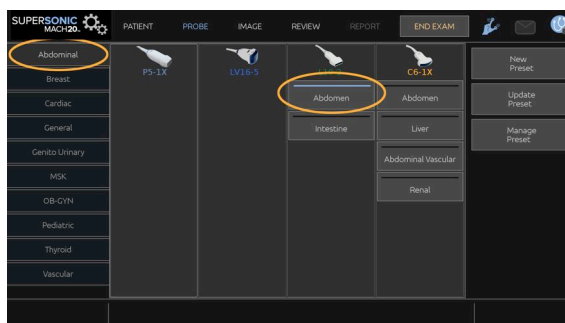 SUPERSONIC
MACH20.
PATIENT PROBE IMAGE REVIEW REPORT END EXAM
Abdominal
Breast
Cardiac
General
Genito Urinary
MSK
OB-GYN
Pediatric
Thyroid
Vascular
P5-1X
LV16-5
Abdomen
Intestine
C6-1X
Abdomen
Liver
Abdominal Vascular
Renal
New
Preset
Update
Preset
Manage
Preset